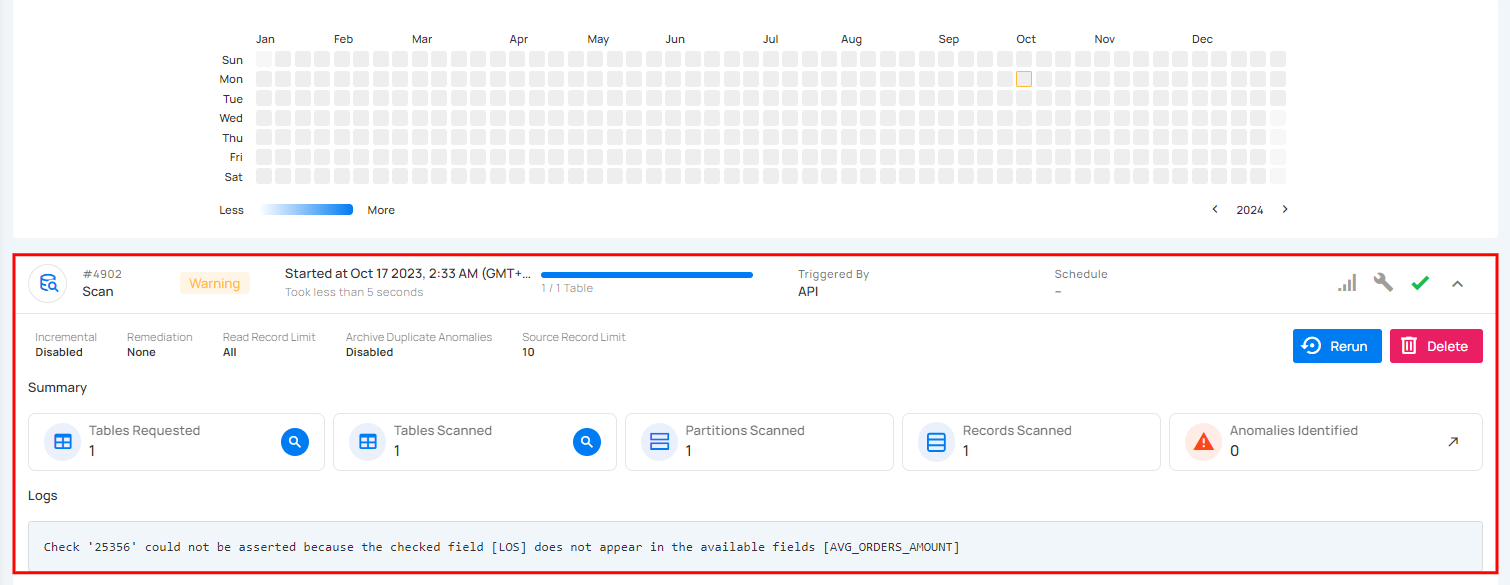 Jan Feb Mar Apr May Jun Jul Aug Sep Oct Nov Dec
Sun
Mon
Tue
Wed
Thu
Fri
Sat
Less More 2024
#4902
Scan
Warning
Started at Oct 17 2023, 2:33 AM (GMT+...
Took less than 5 seconds
1 / 1 Table
Triggered By
API
Schedule
–
Incremental
Disabled
Remediation
None
Read Record Limit
All
Archive Duplicate Anomalies
Disabled
Source Record Limit
10
Rerun
Delete
Summary
Tables Requested
1
Tables Scanned
1
Partitions Scanned
1
Records Scanned
1
Anomalies Identified
0
Logs
Check '25356' could not be asserted because the checked field [LOS] does not appear in the available fields [AVG_ORDERS_AMOUNT]